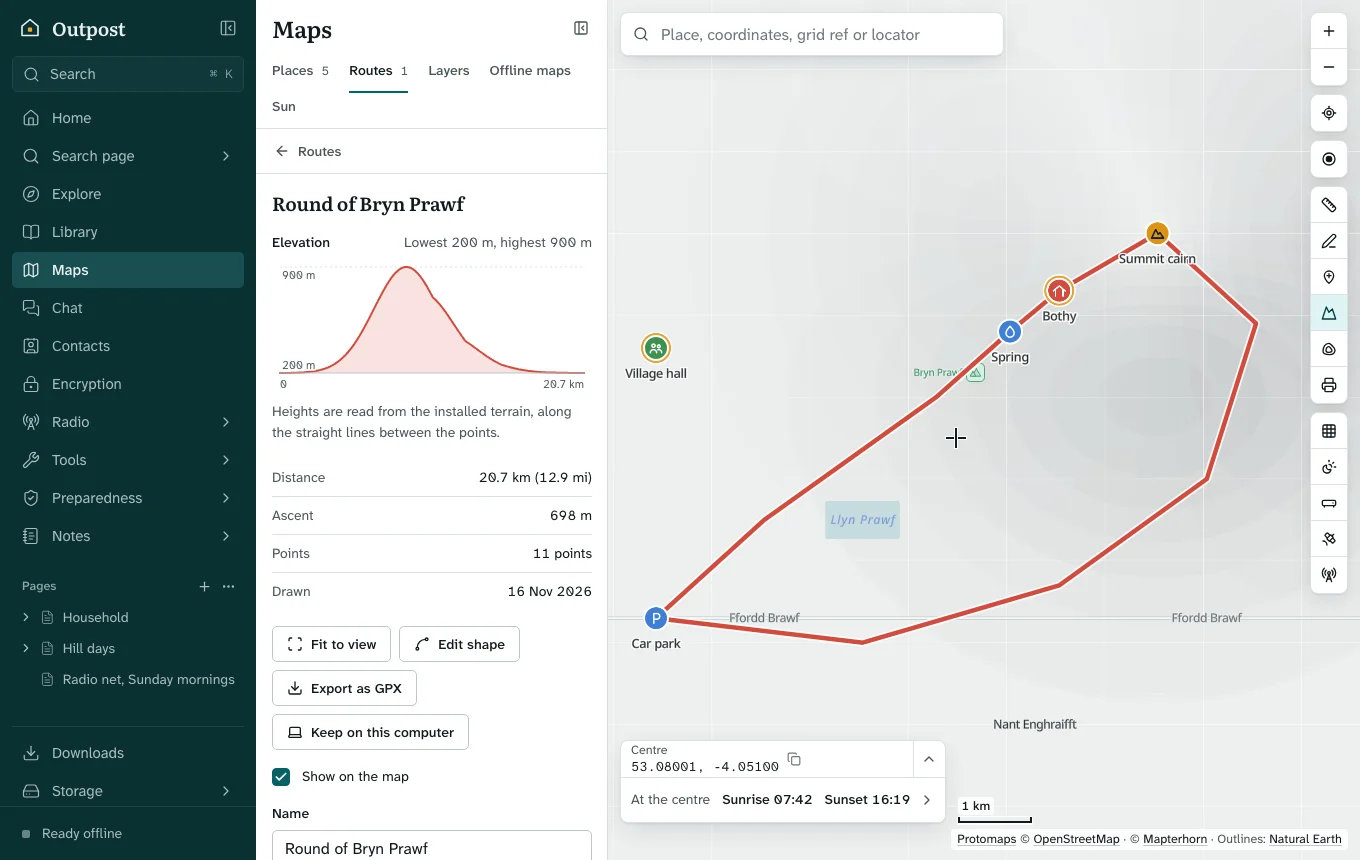 Outpost
Search ⌘ K
Home
Search page
Explore
Library
Maps
Chat
Contacts
Encryption
Radio
Tools
Preparedness
Notes
Pages
Household
Hill days
Radio net, Sunday mornings
Downloads
Storage
Ready offline
Maps
Places 5 Routes 1 Layers Offline maps
Sun
Routes
Round of Bryn Prawf
Elevation Lowest 200 m, highest 900 m
900 m
200 m
0 20.7 km
Heights are read from the installed terrain, along
the straight lines between the points.
Distance 20.7 km (12.9 mi)
Ascent 698 m
Points 11 points
Drawn 16 Nov 2026
Fit to view Edit shape
Export as GPX
Keep on this computer
Show on the map
Name
Round of Bryn Prawf
Place, coordinates, grid ref or locator
Summit cairn
Bothy
Spring
Village hall
Bryn Prawf
Llyn Prawf
P
Ffordd Brawf Ffordd Brawf
Car park
Nant Enghraifft
Centre
53.08001, -4.05100
At the centre Sunrise 07:42 Sunset 16:19
1 km
Protomaps © OpenStreetMap · © Mapterhorn · Outlines: Natural Earth